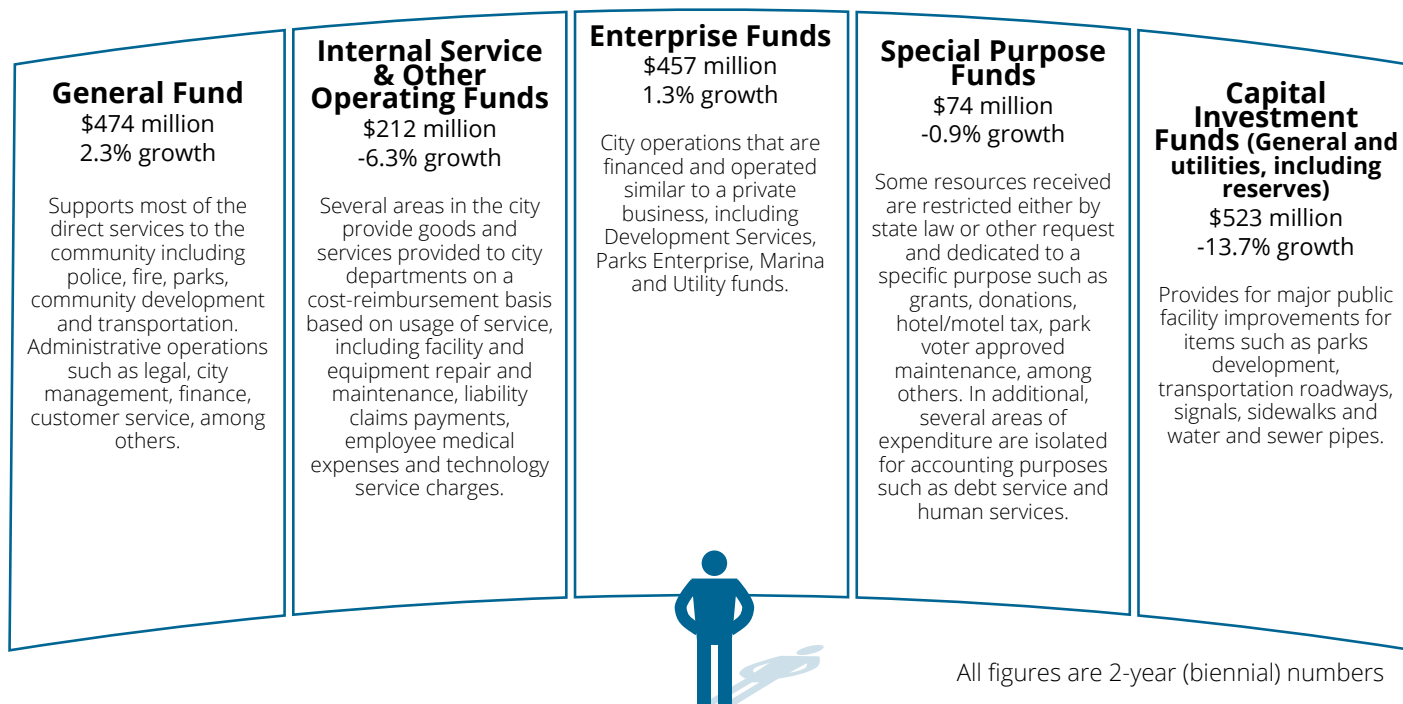 General Fund
$474 million
2.3% growth
Supports most of the
direct services to the
community including
police, fire, parks,
community development
and transportation.
Administrative operations
such as legal, city
management, finance,
customer service, among
others.
Internal Service
& Other
Operating Funds
$212 million
-6.3% growth
Several areas in the city
provide goods and
services provided to city
departments on a
cost-reimbursement basis
based on usage of service,
including facility and
equipment repair and
maintenance, liability
claims payments,
employee medical
expenses and technology
service charges.
Enterprise Funds
$457 million
1.3% growth
City operations that are
financed and operated
similar to a private
business, including
Development Services,
Parks Enterprise, Marina
and Utility funds.
Special Purpose
Funds
$74 million
-0.9% growth
Some resources received
are restricted either by
state law or other request
and dedicated to a
specific purpose such as
grants, donations,
hotel/motel tax, park
voter approved
maintenance, among
others. In additional,
several areas of
expenditure are isolated
for accounting purposes
such as debt service and
human services.
Capital
Investment
Funds (General and
utilities, including
reserves)
$523 million
-13.7% growth
Provides for major public
facility improvements for
items such as parks
development,
transportation roadways,
signals, sidewalks and
water and sewer pipes.
All figures are 2-year (biennial) numbers